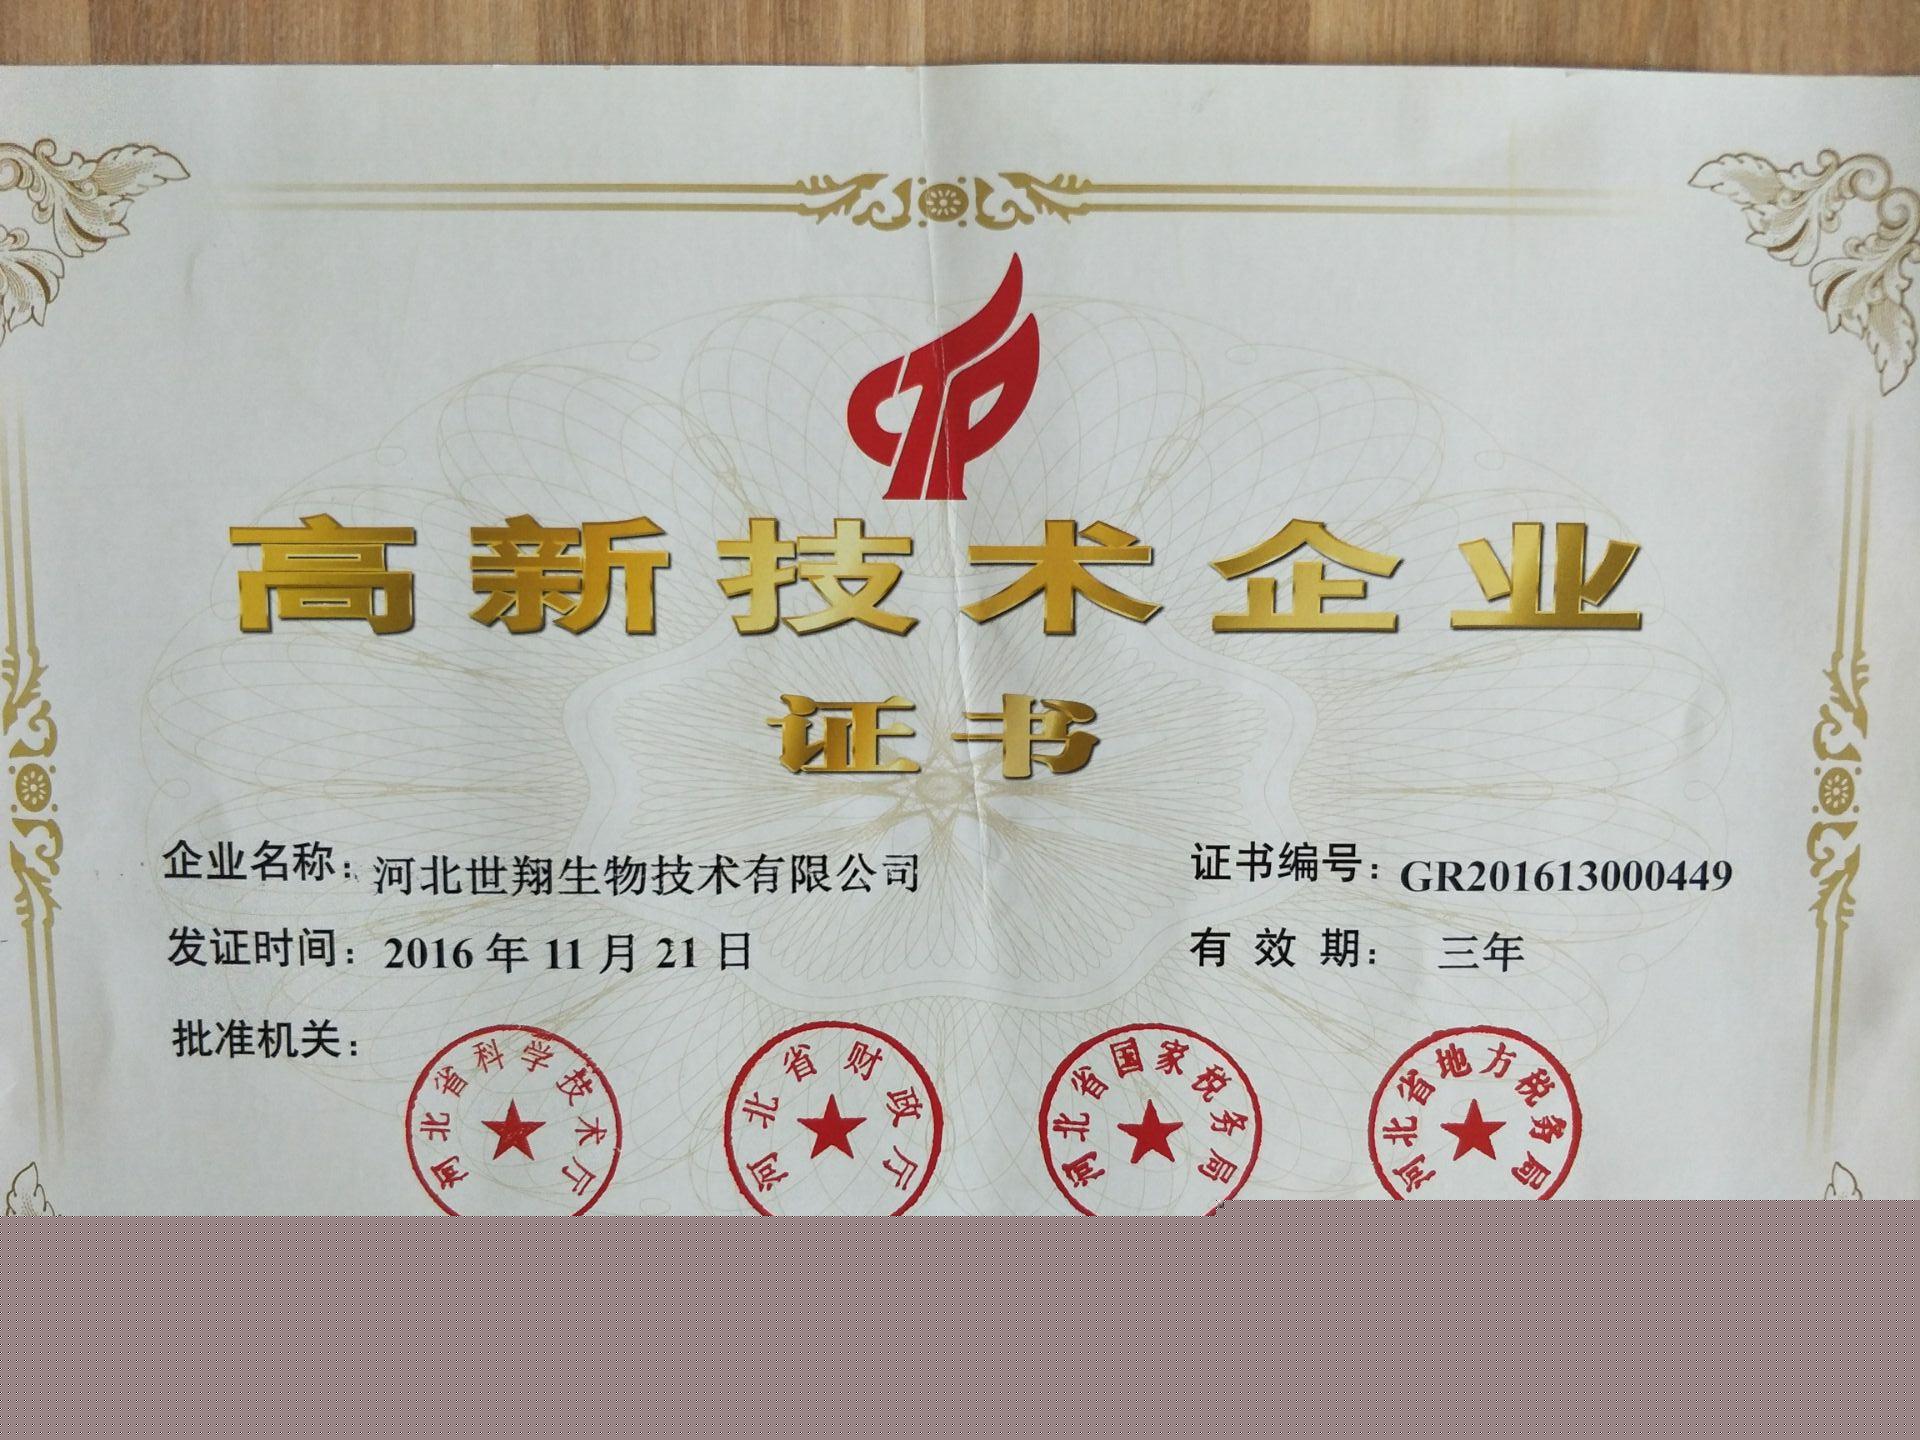 高新技术企业
证书
企业名称：河北世翔生物技术有限公司
证书编号：GR201613000449
发证时间：2016年11月21日
有效期：三年
批准机关：
河北省科学技术厅
河北省财政厅
河北省国家税务局
河北省地方税务局